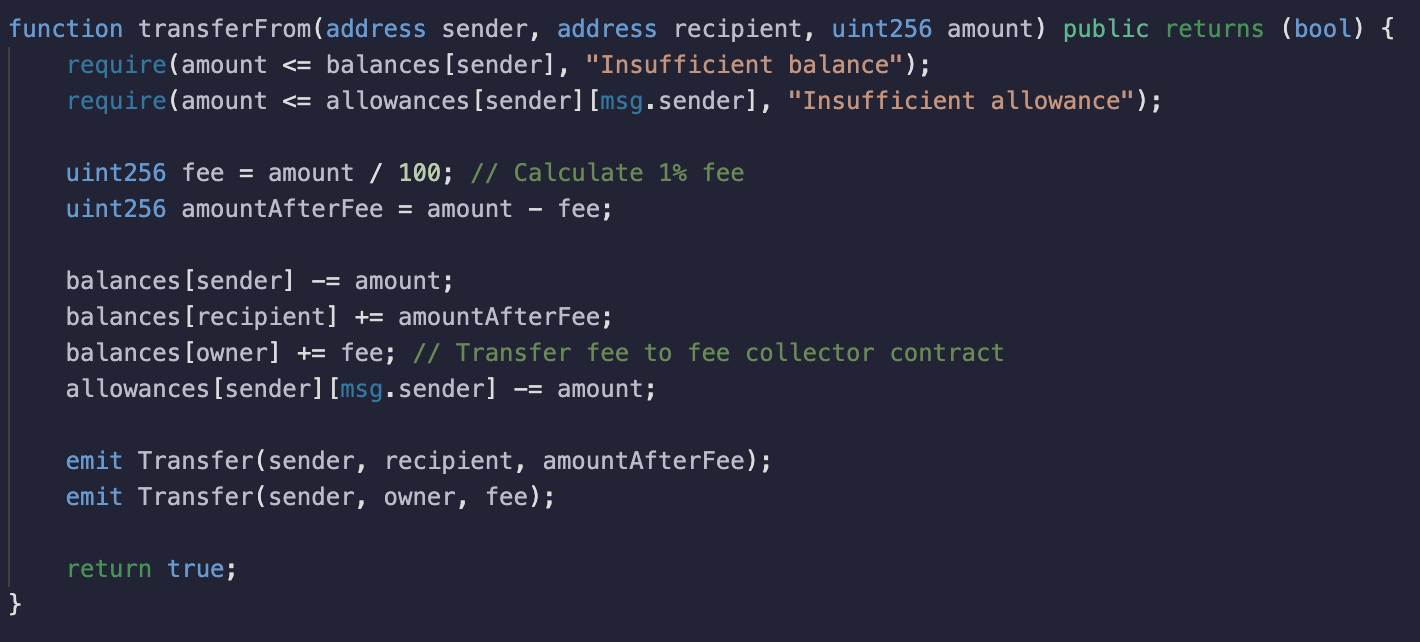 function transferFrom(address sender, address recipient, uint256 amount) public returns (bool) {
    require(amount <= balances[sender], "Insufficient balance");
    require(amount <= allowances[sender][msg.sender], "Insufficient allowance");

    uint256 fee = amount / 100; // Calculate 1% fee
    uint256 amountAfterFee = amount - fee;

    balances[sender] -= amount;
    balances[recipient] += amountAfterFee;
    balances[owner] += fee; // Transfer fee to fee collector contract
    allowances[sender][msg.sender] -= amount;

    emit Transfer(sender, recipient, amountAfterFee);
    emit Transfer(sender, owner, fee);

    return true;
}